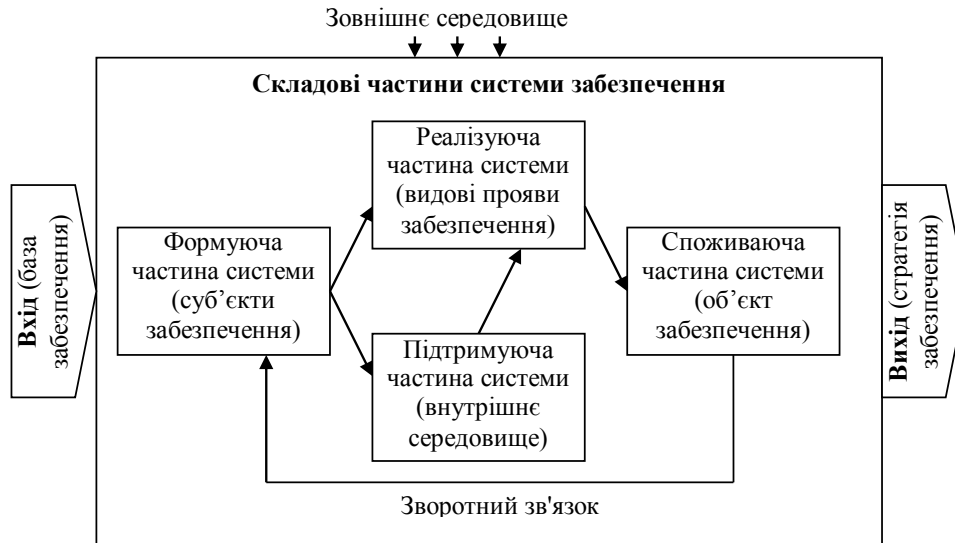 Зовнішнє середовище
Складові частини системи забезпечення
Вхід (база
забезпечення)
Формуюча
частина системи
(суб’єкти
забезпечення)
Реалізуюча
частина системи
(видові прояви
забезпечення)
Підтримуюча
частина системи
(внутрішнє
середовище)
Споживаюча
частина системи
(об’єкт
забезпечення)
Вихід (стратегія
забезпечення)
Зворотний зв'язок